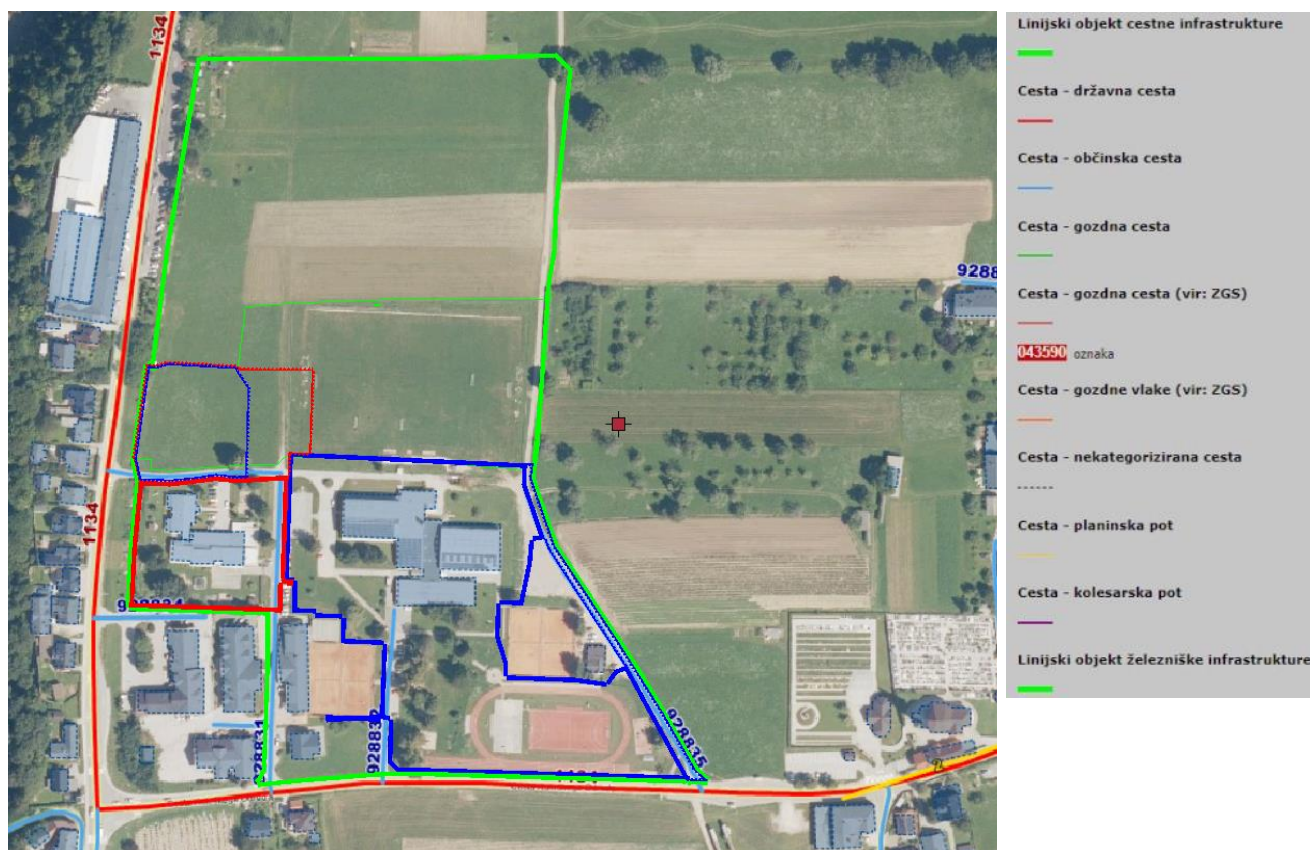 1134
9288
1134
928834
928831
928832
928835
Linijski objekt cestne infrastrukture
Cesta - državna cesta
Cesta - občinska cesta
Cesta - gozdna cesta
Cesta - gozdna cesta (vir: ZGS)
043590 oznaka
Cesta - gozdne vlake (vir: ZGS)
Cesta - nekategorizirana cesta
Cesta - planinska pot
Cesta - kolesarska pot
Linijski objekt železniške infrastrukture